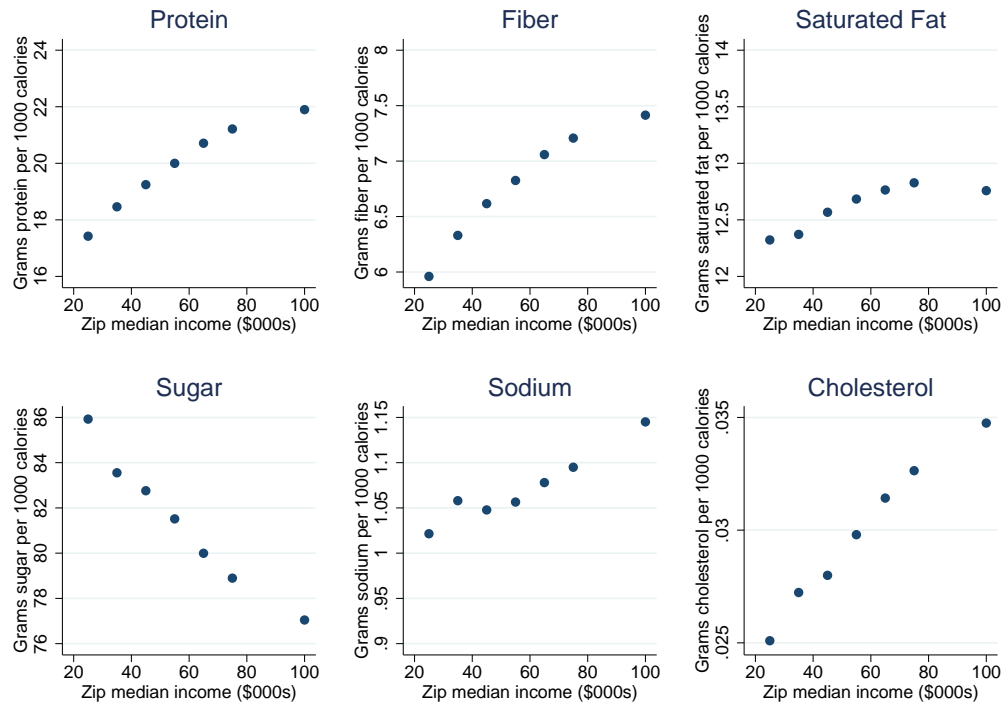 Protein
Grams protein per 1000 calories
24
22
20
18
16
20 40 60 80 100
Zip median income ($000s)
Fiber
Grams fiber per 1000 calories
8
7.5
7
6.5
6
20 40 60 80 100
Zip median income ($000s)
Saturated Fat
Grams saturated fat per 1000 calories
14
13.5
13
12.5
12
20 40 60 80 100
Zip median income ($000s)
Sugar
Grams sugar per 1000 calories
86
84
82
80
78
76
20 40 60 80 100
Zip median income ($000s)
Sodium
Grams sodium per 1000 calories
1.15
1.1
1.05
1
.95
.9
20 40 60 80 100
Zip median income ($000s)
Cholesterol
Grams cholesterol per 1000 calories
.035
.03
.025
20 40 60 80 100
Zip median income ($000s)